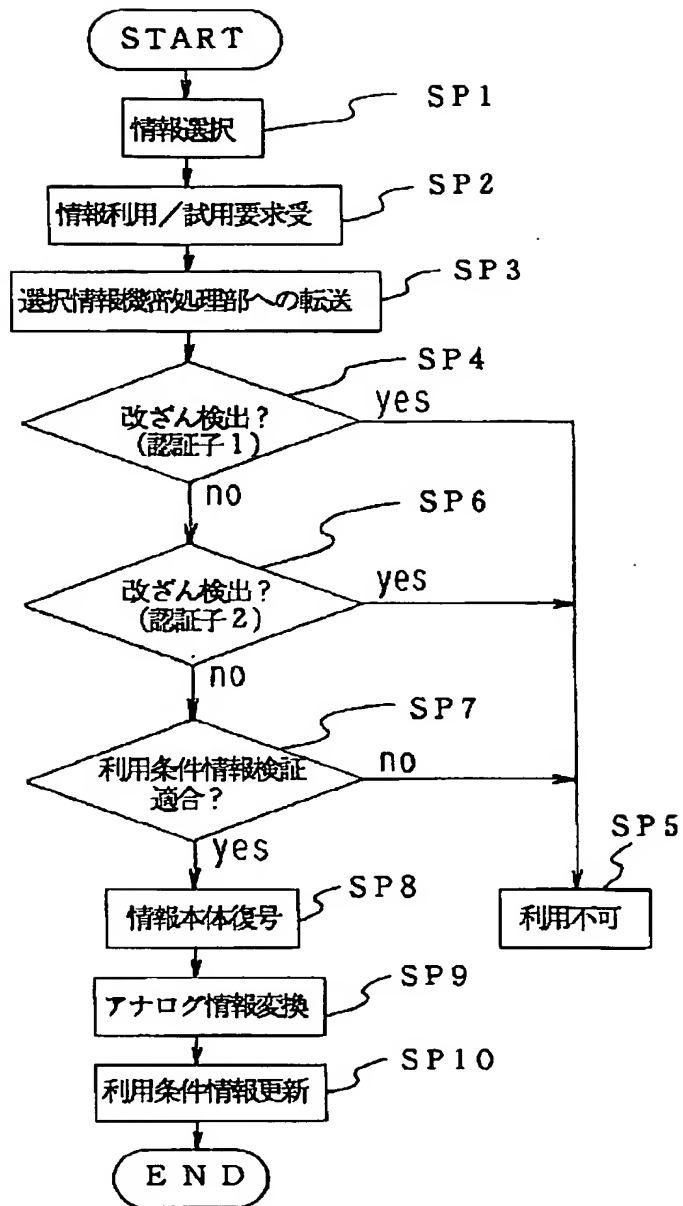 START
SP1
情報選択
SP2
情報利用／試用要求受
SP3
選択情報機密処理部への転送
SP4
改ざん検出？
(認証子1)
yes
no
SP6
改ざん検出？
(認証子2)
yes
no
SP7
利用条件情報検証
適合？
no
yes
SP5
利用不可
SP8
情報本体復号
SP9
アナログ情報変換
SP10
利用条件情報更新
END